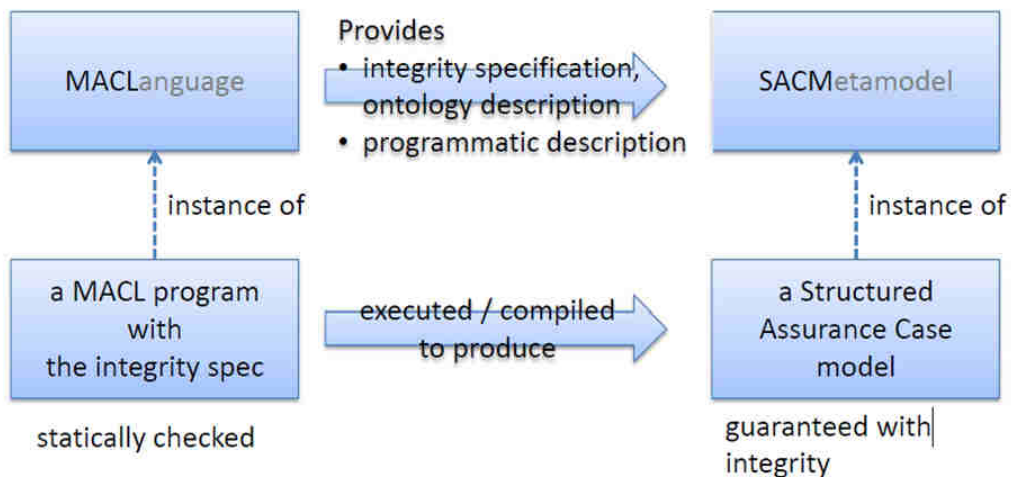 MACLanguage
Provides
• integrity specification,
ontology description
• programmatic description
SACMetamodel
instance of
instance of
a MACL program
with
the integrity spec
executed / compiled
to produce
a Structured
Assurance Case
model
statically checked
guaranteed with
integrity